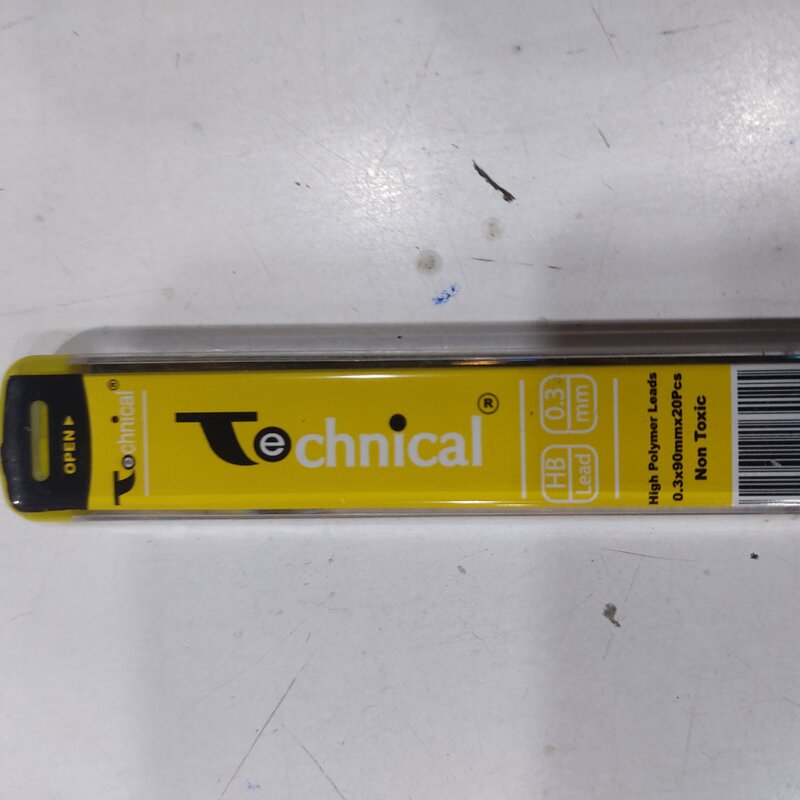 OPEN
Technical®
Technical®
HB
Lead
0.3
mm
High Polymer Leads
0.3x90mmx20Pcs
Non Toxic